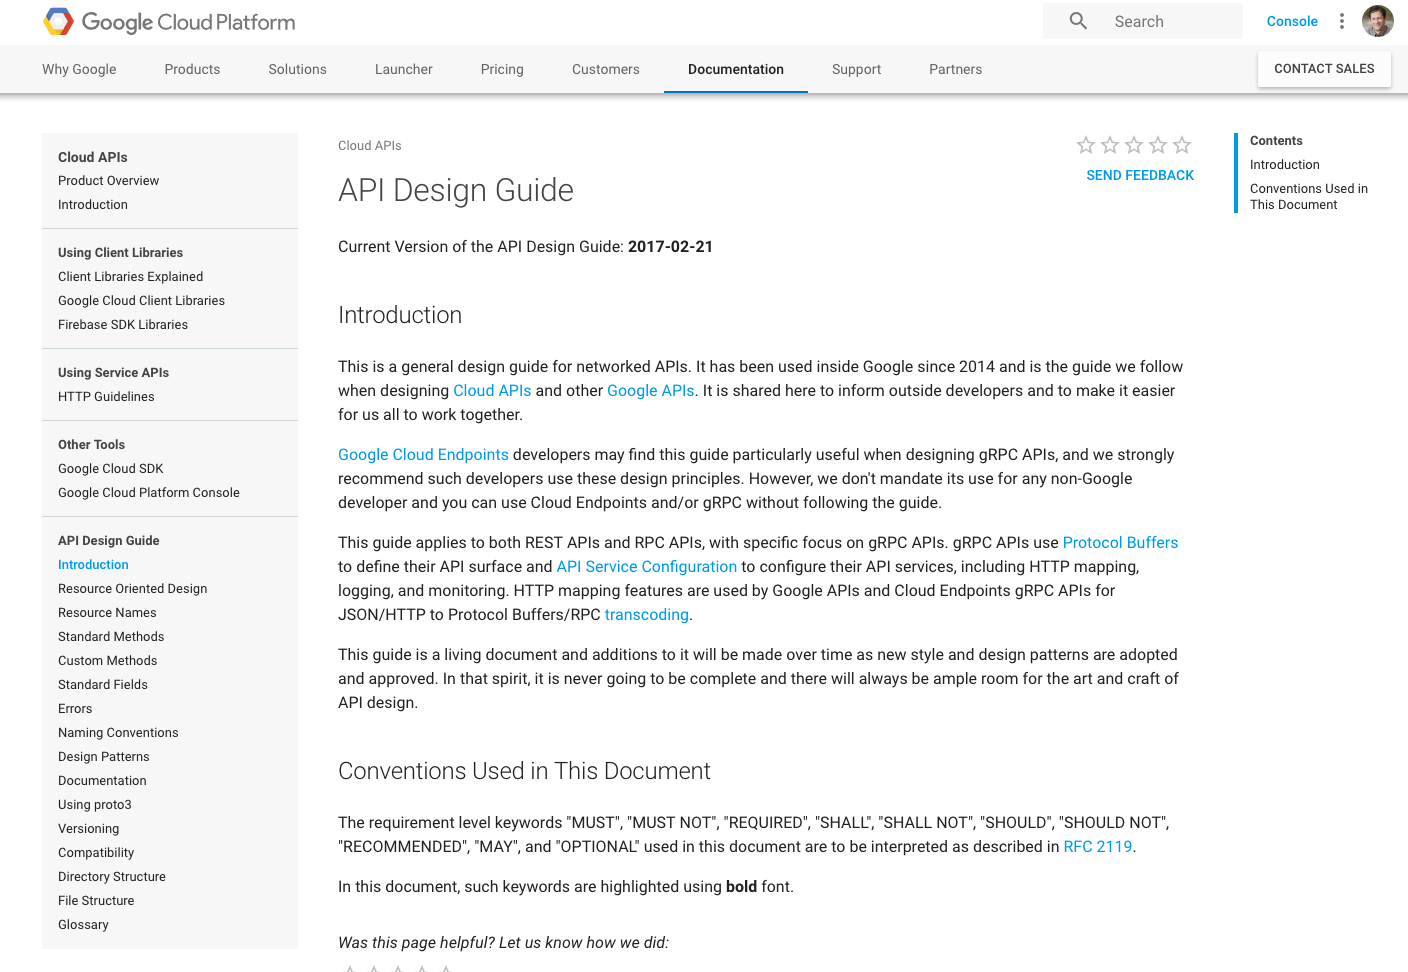 Google Cloud Platform
Search
Console
Why Google
Products
Solutions
Launcher
Pricing
Customers
Documentation
Support
Partners
CONTACT SALES
Cloud APIs
Product Overview
Introduction
Using Client Libraries
Client Libraries Explained
Google Cloud Client Libraries
Firebase SDK Libraries
Using Service APIs
HTTP Guidelines
Other Tools
Google Cloud SDK
Google Cloud Platform Console
API Design Guide
Introduction
Resource Oriented Design
Resource Names
Standard Methods
Custom Methods
Standard Fields
Errors
Naming Conventions
Design Patterns
Documentation
Using proto3
Versioning
Compatibility
Directory Structure
File Structure
Glossary
Cloud APIs
SEND FEEDBACK
API Design Guide
Current Version of the API Design Guide: 2017-02-21
Introduction
This is a general design guide for networked APIs. It has been used inside Google since 2014 and is the guide we follow
when designing Cloud APIs and other Google APIs. It is shared here to inform outside developers and to make it easier
for us all to work together.
Google Cloud Endpoints developers may find this guide particularly useful when designing gRPC APIs, and we strongly
recommend such developers use these design principles. However, we don't mandate its use for any non-Google
developer and you can use Cloud Endpoints and/or gRPC without following the guide.
This guide applies to both REST APIs and RPC APIs, with specific focus on gRPC APIs. gRPC APIs use Protocol Buffers
to define their API surface and API Service Configuration to configure their API services, including HTTP mapping,
logging, and monitoring. HTTP mapping features are used by Google APIs and Cloud Endpoints gRPC APIs for
JSON/HTTP to Protocol Buffers/RPC transcoding.
This guide is a living document and additions to it will be made over time as new style and design patterns are adopted
and approved. In that spirit, it is never going to be complete and there will always be ample room for the art and craft of
API design.
Conventions Used in This Document
The requirement level keywords "MUST", "MUST NOT", "REQUIRED", "SHALL", "SHALL NOT", "SHOULD", "SHOULD NOT",
"RECOMMENDED", "MAY", and "OPTIONAL" used in this document are to be interpreted as described in RFC 2119.
In this document, such keywords are highlighted using bold font.
Was this page helpful? Let us know how we did:
Contents
Introduction
Conventions Used in
This Document